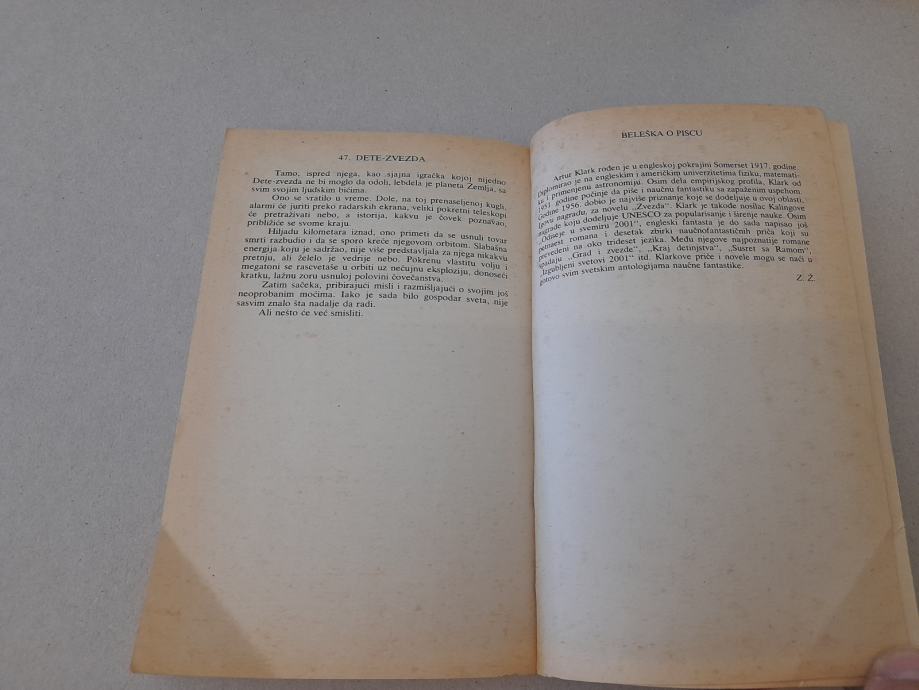 47. DETE-ZVEZDA
Tamo, ispred njega, kao sjajna igračka kojoj nijedno
Dete-zvezda ne bi moglo da odoli, lebdela je planeta Zemlja, sa
svim svojim ljudskim bićima.
Ono se vratilo u vreme. Dole, na toj prenaseljenoj kugli,
alarmi će juriti preko radarskih ekrana, veliki pokretni teleskopi
će pretraživati nebo, a istorija, kakvu je čovek poznavao,
približiće se svome kraju.
Hiljadu kilometara iznad, ono primeti da se usnuli tovar
smrti razbudio i da se sporo kreće njegovom orbitom. Slabašna
energija koju je sadržao, nije više predstavljala za njega nikakvu
pretnju, ali želelo je vedrije nebo. Pokrenu vlastitu volju i
megatoni se rascvetaše u orbiti uz nečujnu eksploziju, donoseći
kratku, lažnu zoru usnuloj polovini čovečanstva.
Zatim sačeka, pribirajući misli i razmišljajući o svojim još
neoprobanim moćima. Iako je sada bilo gospodar sveta, nije
sasvim znalo šta nadalje da radi.
Ali nešto će već smisliti.
BELEŠKA O PISCU
Artur Klark rođen je u engleskoj pokrajini Somerset 1917. godine.
Diplomirao je na engleskim i američkim univerzitetima fiziku, matemati-
ku i primenjenu astronomiju. Osim dela empirijskog profila, Klark od
1951. godine počinje da piše i naučnu fantastiku sa zapaženim uspehom.
Godine 1956. dobio je najviše priznanje koje se dodeljuje u ovoj oblasti,
Igovu nagradu, za novelu „Zvezda“. Klark je takođe nosilac Kalingove
nagrade koju dodeljuje UNESCO za popularisanje i širenje nauke. Osim
„Odiseje u svemiru 2001“, engleski fantasta je do sada napisao još
petnaest romana i desetak zbirki naučnofantastičnih priča koji su
prevedeni na oko trideset jezika. Među njegove najpoznatije romane
spadaju „Grad i zvezde“, „Kraj detinjstva“, „Susret sa Ramom“,
„Izgubljeni svetovi 2001“ itd. Klarkove priče i novele mogu se naći u
gotovo svim svetskim antologijama naučne fantastike.
Z. Ž.